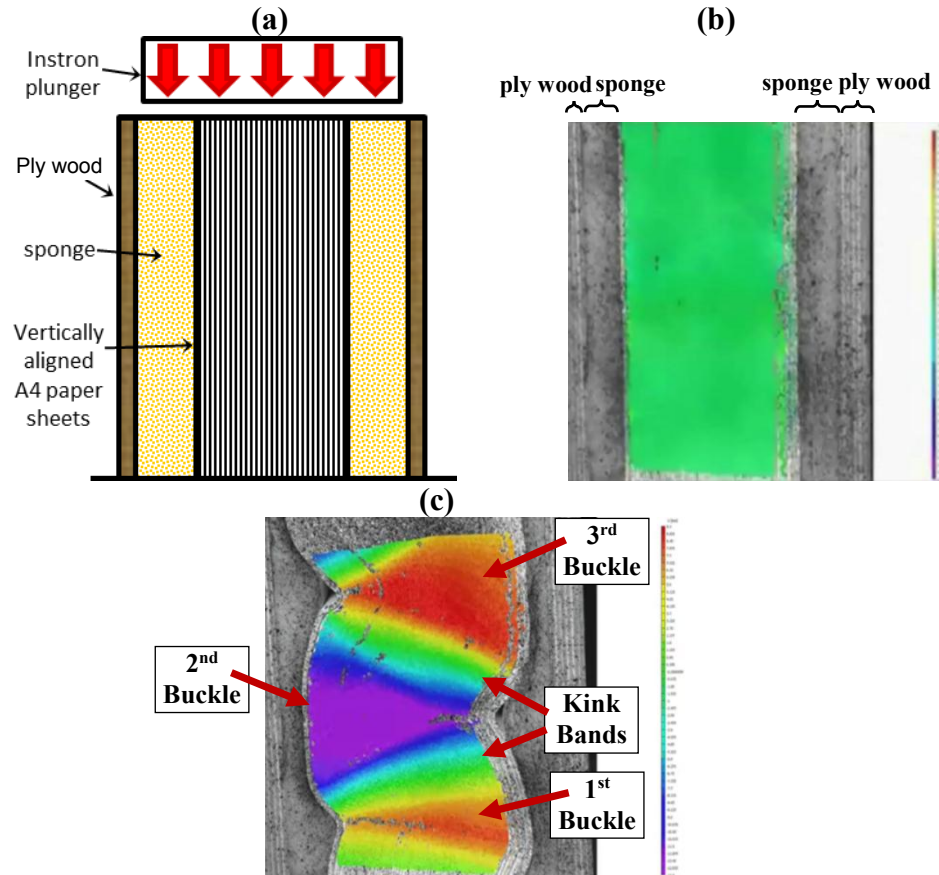 (a)
Instron
plunger
Ply wood
sponge
Vertically
aligned
A4 paper
sheets
(b)
ply wood sponge
sponge ply wood
(c)
3rd
Buckle
2nd
Buckle
Kink
Bands
1st
Buckle